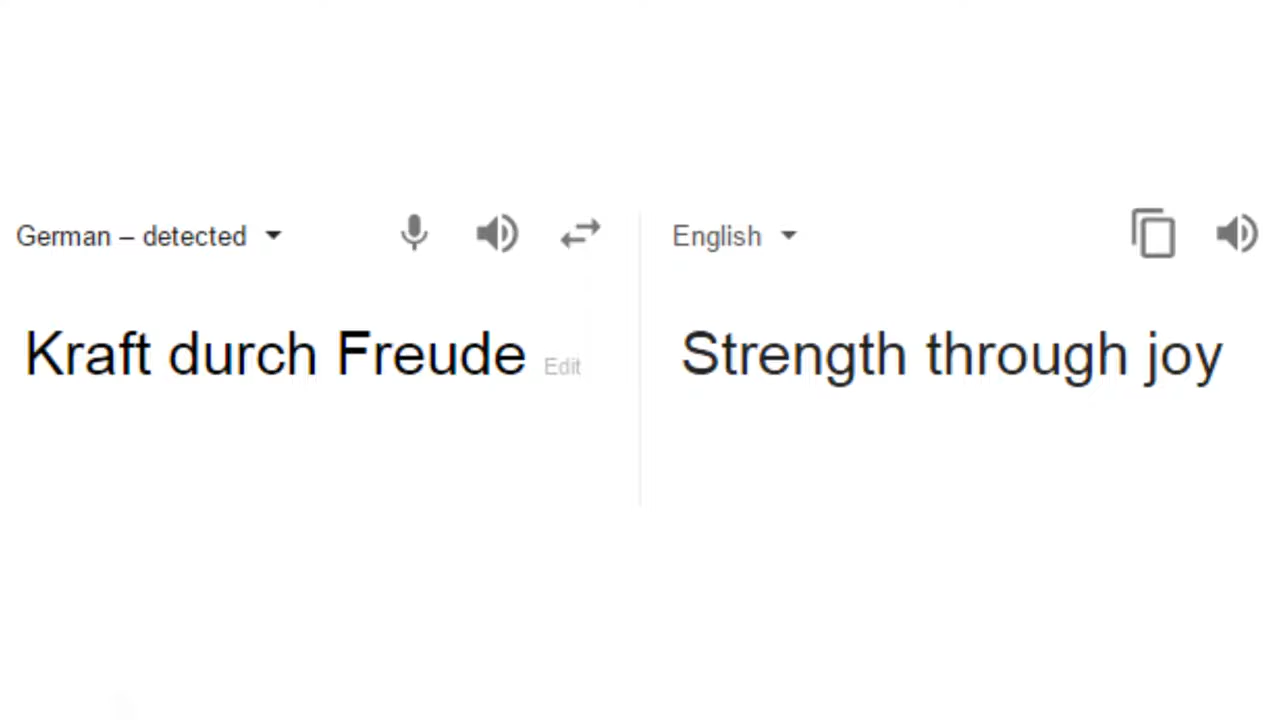 German – detected
English
Kraft durch Freude Edit
Strength through joy